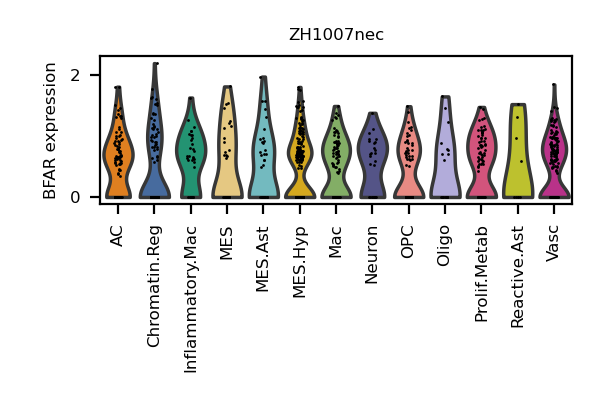 ZH1007nec
BFAR expression
2
0
AC
Chromatin.Reg
Inflammatory.Mac
MES
MES.Ast
MES.Hyp
Mac
Neuron
OPC
Oligo
Prolif.Metab
Reactive.Ast
Vasc